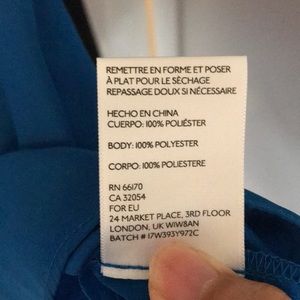 REMETTRE EN FORME ET POSER
À PLAT POUR LE SÈCHAGE
REPASSAGE DOUX SI NÉCESSAIRE
HECHO EN CHINA
CUERPO: 100% POLIÉSTER
BODY: 100% POLYESTER
CORPO: 100% POLIESTERE
RN 66170
CA 32054
FOR EU
24 MARKET PLACE, 3RD FLOOR
LONDON, UK W1W8AN
BATCH # 17W393Y972C